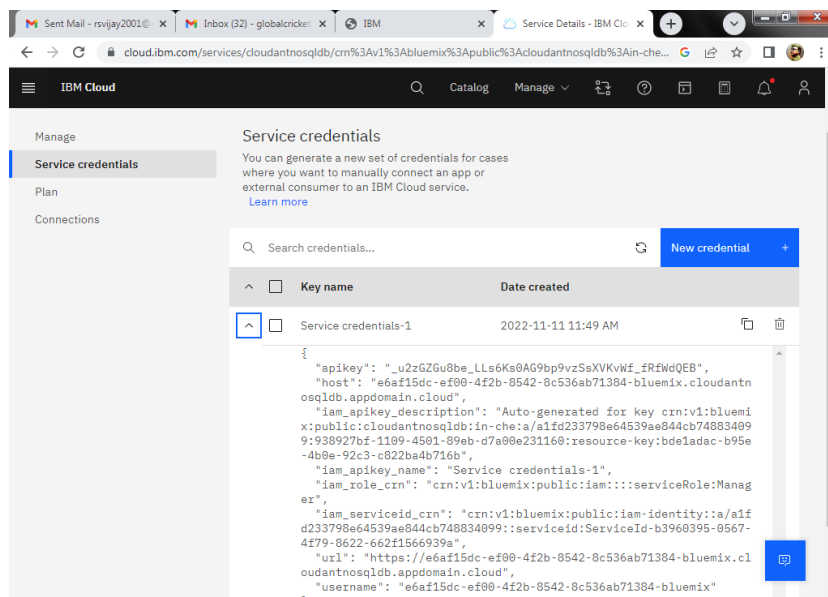 Sent Mail - rsvijay2001@
Inbox (32) - globalcricket
IBM
Service Details - IBM Clo
cloud.ibm.com/services/cloudantnosqldb/crn%3Av1%3Abluemix%3Apublic%3Acloudantnosqldb%3Ain-che...
IBM Cloud
Catalog
Manage
Manage
Service credentials
Plan
Connections
Service credentials
You can generate a new set of credentials for cases
where you want to manually connect an app or
external consumer to an IBM Cloud service.
Learn more
Search credentials...
New credential +
Key name Date created
Service credentials-1 2022-11-11 11:49 AM
{
"apikey": "_u2zGZGu8be_LLs6Ks0AG9bp9vzSsXVKvWf_fRfWdQEB",
"host": "e6af15dc-ef00-4f2b-8542-8c536ab71384-bluemix.cloudantn
osqldb.appdomain.cloud",
"iam_apikey_description": "Auto-generated for key crn:v1:bluemi
x:public:cloudantnosqldb:in-che:a/a1fd233798e64539ae844cb74883409
9:938927bf-1109-4501-89eb-d7a00e231160:resource-key:bde1adac-b95e
-4b0e-92c3-c822ba4b716b",
"iam_apikey_name": "Service credentials-1",
"iam_role_crn": "crn:v1:bluemix:public:iam::::serviceRole:Manag
er",
"iam_serviceid_crn": "crn:v1:bluemix:public:iam-identity::a/a1f
d233798e64539ae844cb748834099::serviceid:ServiceId-b3960395-0567-
4f79-8622-662f1566939a",
"url": "https://e6af15dc-ef00-4f2b-8542-8c536ab71384-bluemix.cl
oudantnosqldb.appdomain.cloud",
"username": "e6af15dc-ef00-4f2b-8542-8c536ab71384-bluemix"